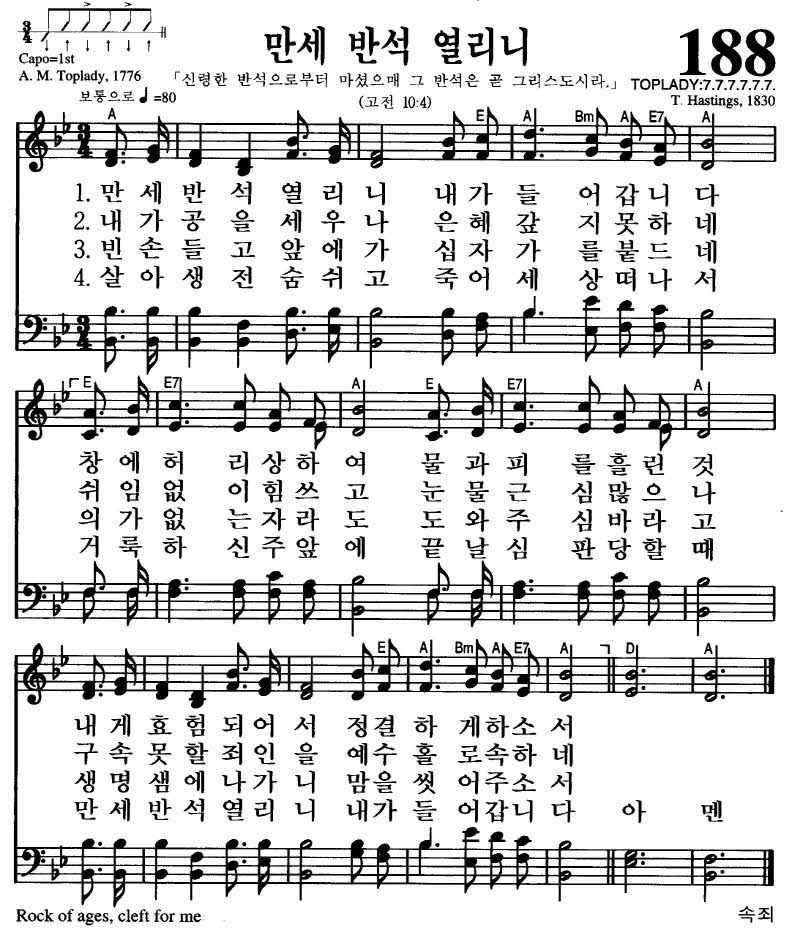 만세 반석 열리니
188
Capo=1st
A. M. Toplady, 1776
「신령한 반석으로부터 마셨으매 그 반석은 곧 그리스도시라.」
TOPLADY:7.7.7.7.7.7.
보통으로 ♩=80
(고전 10:4)
T. Hastings, 1830
A E A Bm A E7 A
1. 만 세 반 석 열 리 니 내 가 들 어 갑 니 다
2. 내 가 공 을 세 우 나 은 혜 갚 지 못 하 네
3. 빈 손 들 고 앞 에 가 십 자 가 를 붙 드 네
4. 살 아 생 전 숨 쉬 고 죽 어 세 상 떠 나 서
E E7 A E E7 A
창 에 허 리 상 하 여 물 과 피 를 흘 린 것
쉬 임 없 이 힘 쓰 고 눈 물 근 심 많 으 나
의 가 없 는 자 라 도 도 와 주 심 바 라 고
거 룩 하 신 주 앞 에 끝 날 심 판 당 할 때
E A Bm A E7 A D A
내 게 효 험 되 어 서 정 결 하 게 하 소 서
구 속 못 할 죄 인 을 예 수 홀 로 속 하 네
생 명 샘 에 나 가 니 맘 을 씻 어 주 소 서
만 세 반 석 열 리 니 내 가 들 어 갑 니 다 아 멘
Rock of ages, cleft for me
속죄